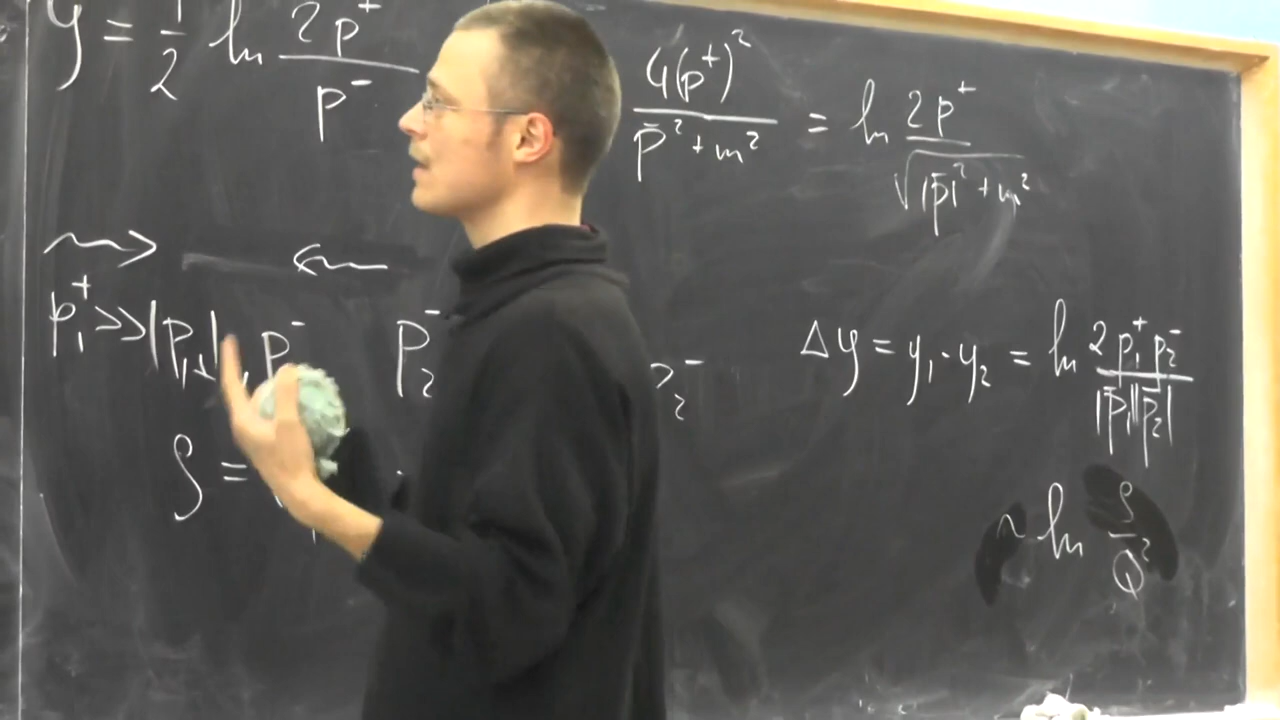 y = 1/2 ln 2p⁺/p⁻
4(p⁺)²/p̄²+m² = ln 2p⁺/√|p̄|²+m²
p₁⁺ >> |p₁⊥|, p⁻ p₂⁻
Δy = y₁ - y₂ = ln 2p₁⁺p₂⁻/|p̄₁||p̄₂|
s =
~ ln s/Q²